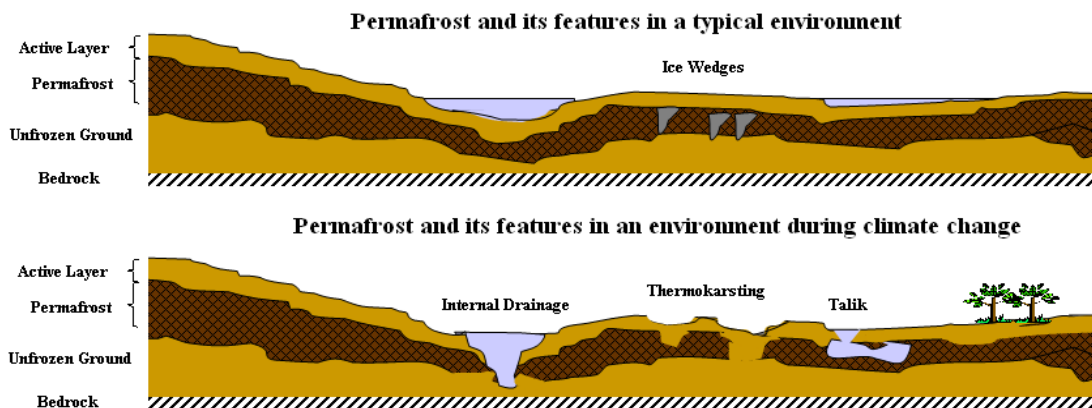 Permafrost and its features in a typical environment
Active Layer
Ice Wedges
Permafrost
Unfrozen Ground
Bedrock
Permafrost and its features in an environment during climate change
Active Layer
Internal Drainage
Thermokarsting
Talik
Permafrost
Unfrozen Ground
Bedrock